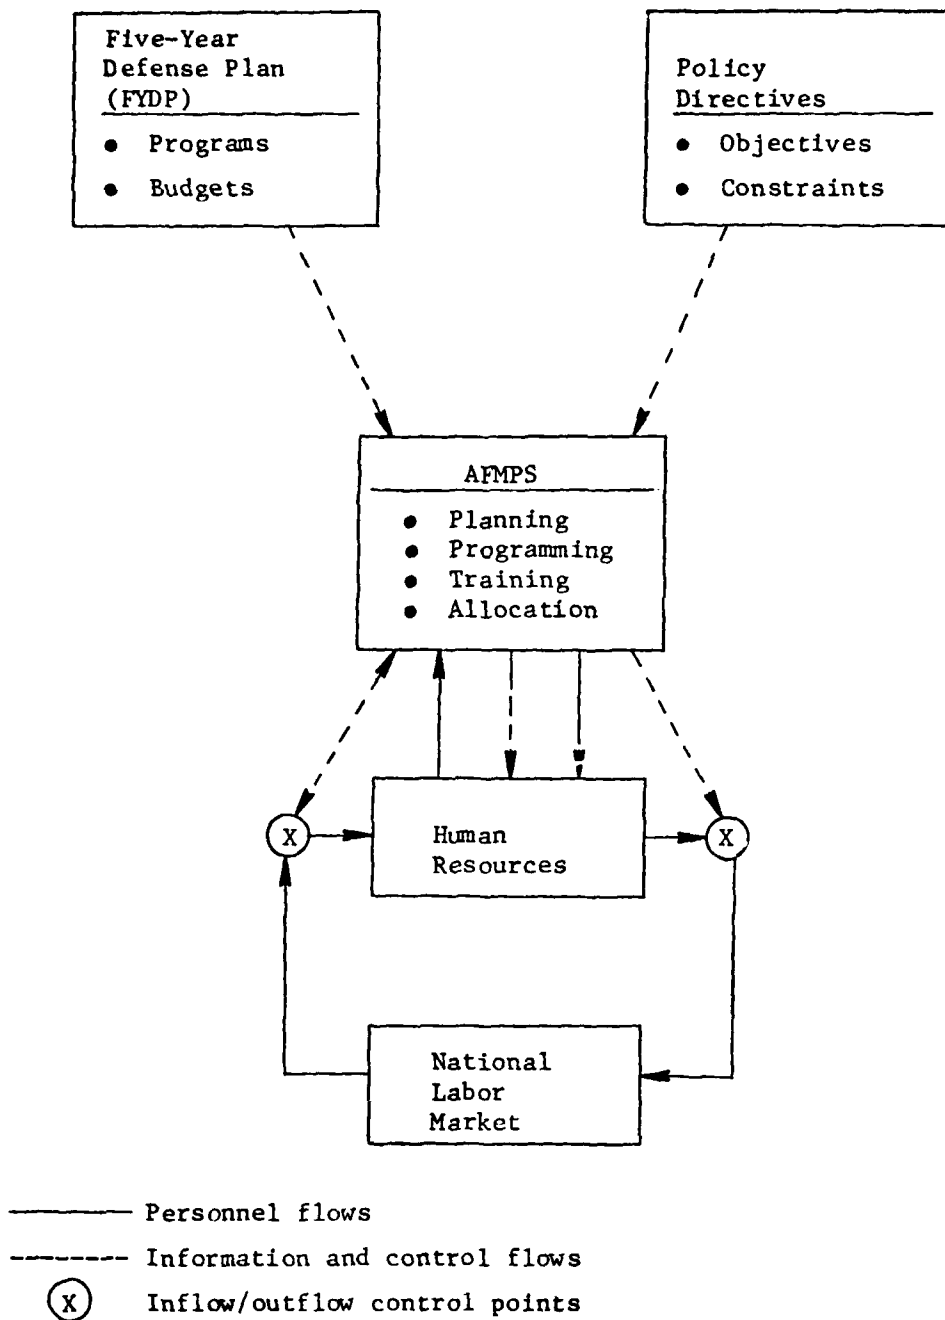 Five-Year
Defense Plan
(FYDP)
• Programs
• Budgets
Policy
Directives
• Objectives
• Constraints
AFMPS
• Planning
• Programming
• Training
• Allocation
X
Human
Resources
X
National
Labor
Market
Personnel flows
Information and control flows
X Inflow/outflow control points